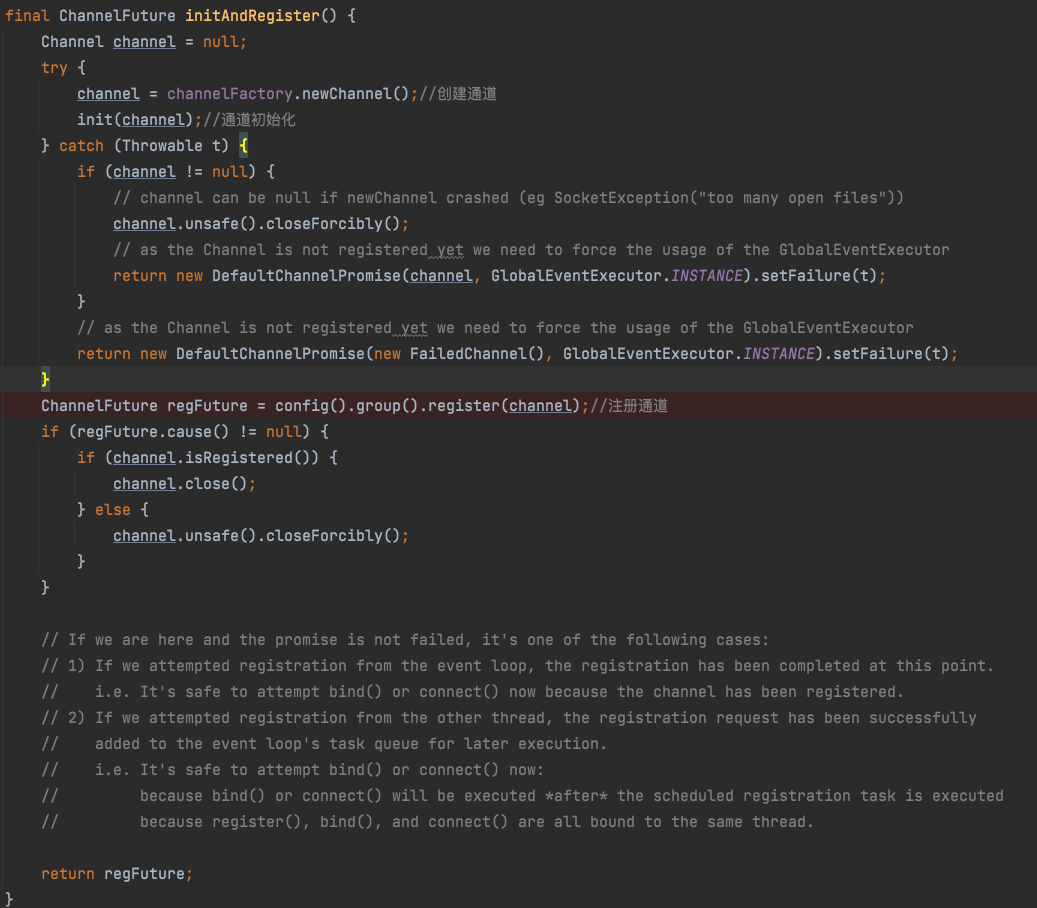 final ChannelFuture initAndRegister() {
    Channel channel = null;
    try {
        channel = channelFactory.newChannel();//创建通道
        init(channel);//通道初始化
    } catch (Throwable t) {
        if (channel != null) {
            // channel can be null if newChannel crashed (eg SocketException("too many open files"))
            channel.unsafe().closeForcibly();
            // as the Channel is not registered yet we need to force the usage of the GlobalEventExecutor
            return new DefaultChannelPromise(channel, GlobalEventExecutor.INSTANCE).setFailure(t);
        }
        // as the Channel is not registered yet we need to force the usage of the GlobalEventExecutor
        return new DefaultChannelPromise(new FailedChannel(), GlobalEventExecutor.INSTANCE).setFailure(t);
    }
    ChannelFuture regFuture = config().group().register(channel);//注册通道
    if (regFuture.cause() != null) {
        if (channel.isRegistered()) {
            channel.close();
        } else {
            channel.unsafe().closeForcibly();
        }
    }

    // If we are here and the promise is not failed, it's one of the following cases:
    // 1) If we attempted registration from the event loop, the registration has been completed at this point.
    //    i.e. It's safe to attempt bind() or connect() now because the channel has been registered.
    // 2) If we attempted registration from the other thread, the registration request has been successfully
    //    added to the event loop's task queue for later execution.
    //    i.e. It's safe to attempt bind() or connect() now:
    //         because bind() or connect() will be executed *after* the scheduled registration task is executed
    //         because register(), bind(), and connect() are all bound to the same thread.

    return regFuture;
}